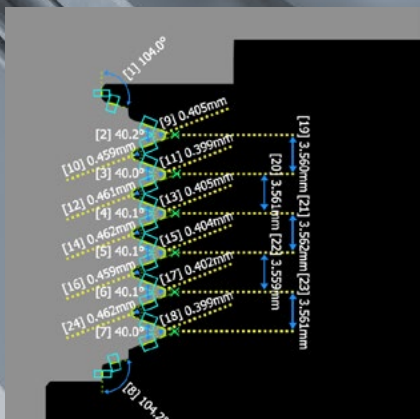 [1] 104.0°
[9] 0.405mm
[2] 40.2°
[10] 0.459mm
[11] 0.399mm
[3] 40.0°
[12] 0.461mm
[13] 0.405mm
[4] 40.1°
[14] 0.462mm
[15] 0.404mm
[5] 40.1°
[16] 0.459mm
[17] 0.402mm
[6] 40.1°
[24] 0.462mm
[18] 0.399mm
[7] 40.0°
[8] 104.2°
[19] 3.560mm
[20] 3.561mm
[21] 3.562mm
[22] 3.559mm
[23] 3.561mm